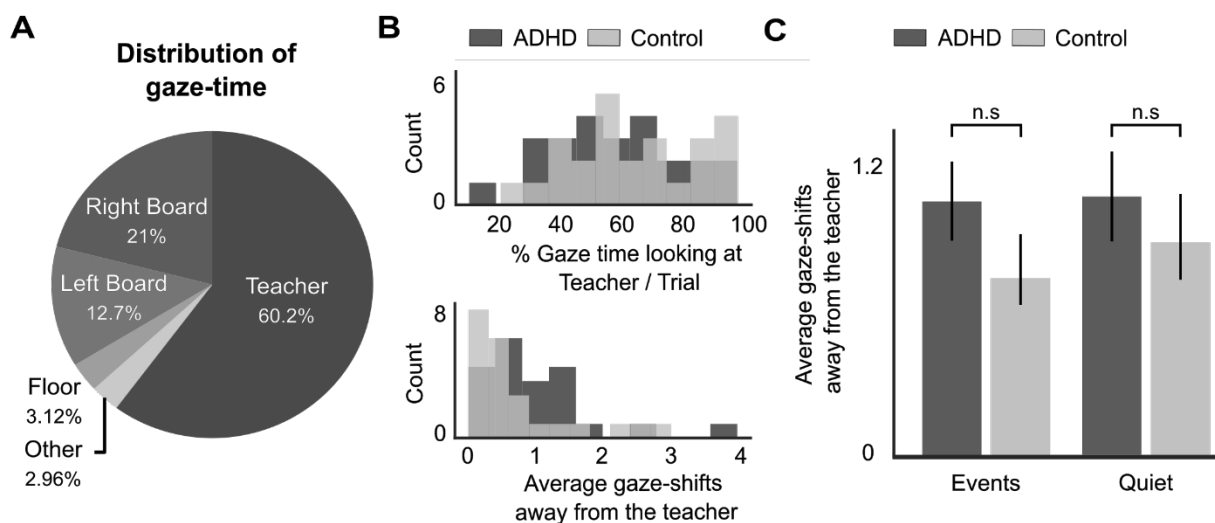 A
Distribution of
gaze-time
Right Board
21%
Left Board
12.7%
Teacher
60.2%
Floor
3.12%
Other
2.96%
B
ADHD Control
6
Count
0
20 40 60 80 100
% Gaze time looking at
Teacher / Trial
8
Count
0
0 1 2 3 4
Average gaze-shifts
away from the teacher
C
ADHD Control
n.s n.s
1.2
Average gaze-shifts
away from the teacher
0
Events Quiet